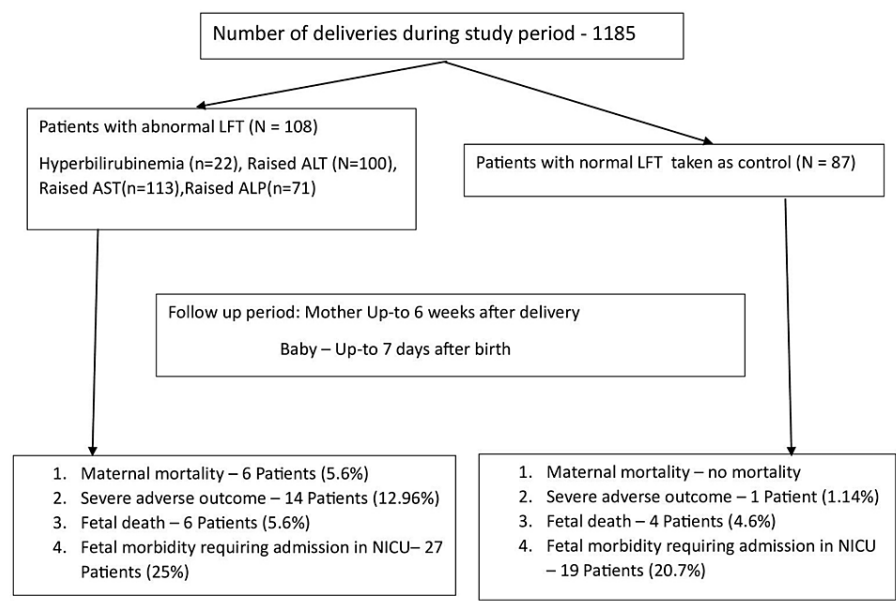 Number of deliveries during study period - 1185
Patients with abnormal LFT (N = 108)
Hyperbilirubinemia (n=22), Raised ALT (N=100),
Raised AST(n=113),Raised ALP(n=71)
Patients with normal LFT taken as control (N = 87)
Follow up period: Mother Up-to 6 weeks after delivery
Baby – Up-to 7 days after birth
1. Maternal mortality – 6 Patients (5.6%)
2. Severe adverse outcome – 14 Patients (12.96%)
3. Fetal death – 6 Patients (5.6%)
4. Fetal morbidity requiring admission in NICU– 27
Patients (25%)
1. Maternal mortality – no mortality
2. Severe adverse outcome – 1 Patient (1.14%)
3. Fetal death – 4 Patients (4.6%)
4. Fetal morbidity requiring admission in NICU
– 19 Patients (20.7%)